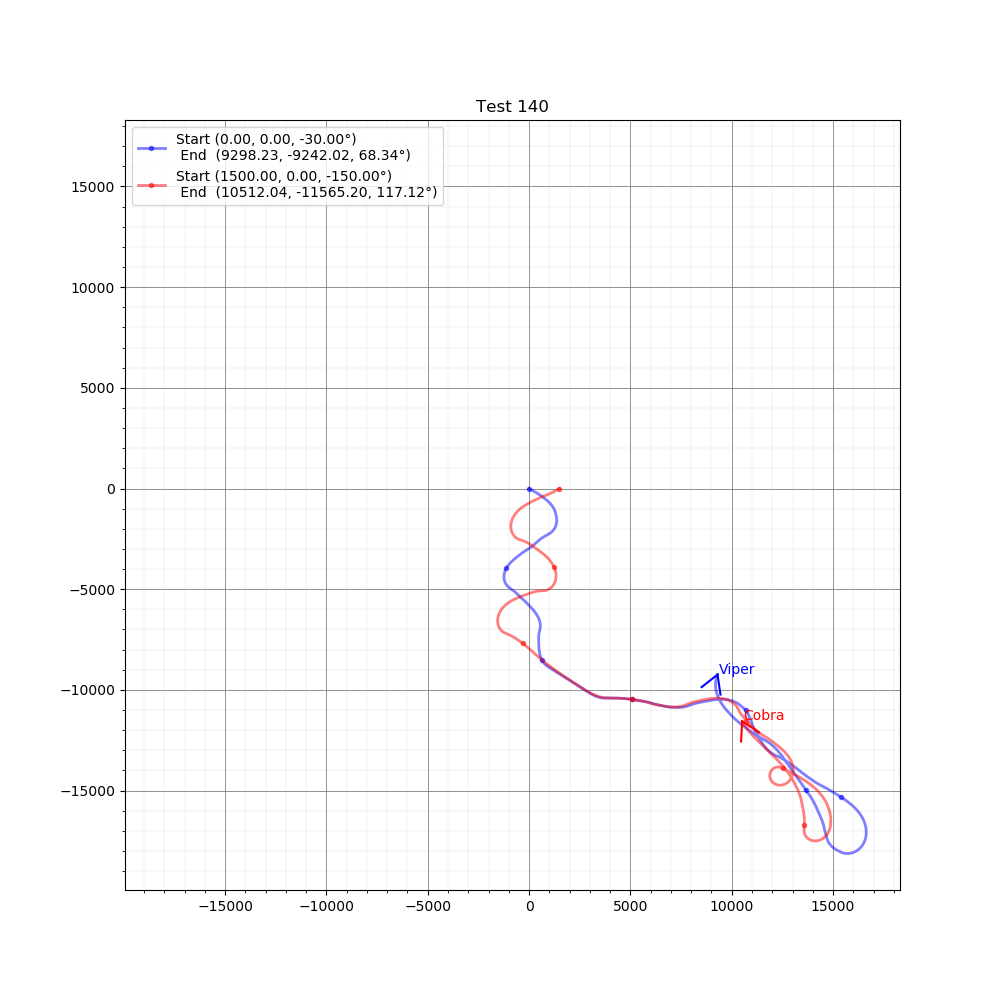 Test 140
Start (0.00, 0.00, -30.00°)
End  (9298.23, -9242.02, 68.34°)
Start (1500.00, 0.00, -150.00°)
End  (10512.04, -11565.20, 117.12°)
15000
10000
5000
0
−5000
−10000
−15000
Viper
Cobra
−15000 −10000 −5000 0 5000 10000 15000